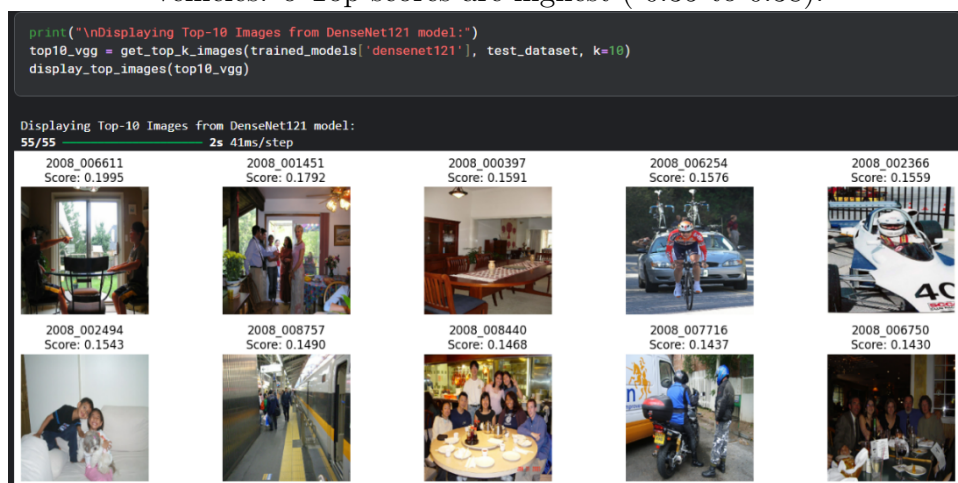 print("\nDisplaying Top-10 Images from DenseNet121 model:")
top10_vgg = get_top_k_images(trained_models['densenet121'], test_dataset, k=10)
display_top_images(top10_vgg)
Displaying Top-10 Images from DenseNet121 model:
55/55 2s 41ms/step
2008_006611 2008_001451 2008_000397 2008_006254 2008_002366
Score: 0.1995 Score: 0.1792 Score: 0.1591 Score: 0.1576 Score: 0.1559
40
2008_002494 2008_008757 2008_008440 2008_007716 2008_006750
Score: 0.1543 Score: 0.1490 Score: 0.1468 Score: 0.1437 Score: 0.1430